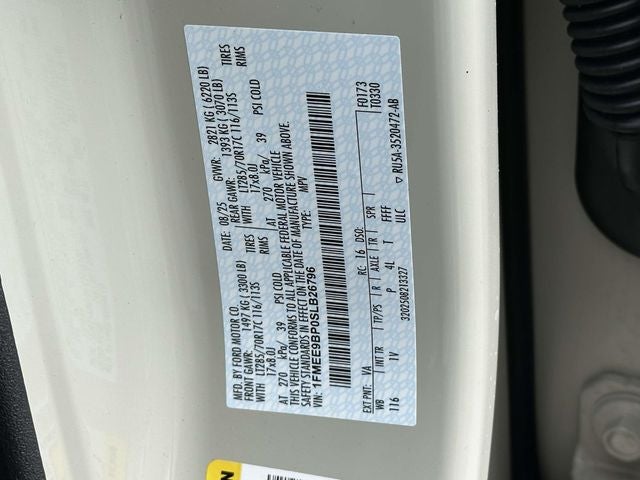 MFD. BY FORD MOTOR CO.
DATE: 08/25 GVWR: 2821 KG (6220 LB)
FRONT GAWR: 1497 KG (3300 LB) REAR GAWR: 1393 KG (3070 LB)
WITH LT285/70R17C 116/113S TIRES WITH LT285/70R17C 116/113S TIRES
17x8.0J RIMS 17x8.0J RIMS
AT 270 kPa/ 39 PSI COLD AT 270 kPa/ 39 PSI COLD
THIS VEHICLE CONFORMS TO ALL APPLICABLE FEDERAL MOTOR VEHICLE
SAFETY STANDARDS IN EFFECT ON THE DATE OF MANUFACTURE SHOWN ABOVE.
VIN: 1FMEE9BP0SLB26796 TYPE: MPV
F0173
T0330
EXT PNT: VA RC: 16 DSO:
WB INT TR TP/PS R AXLE TR SPR
116 1V P 4L T FFFF
ULC
3202508213327 RU5A-3520472-AB
N